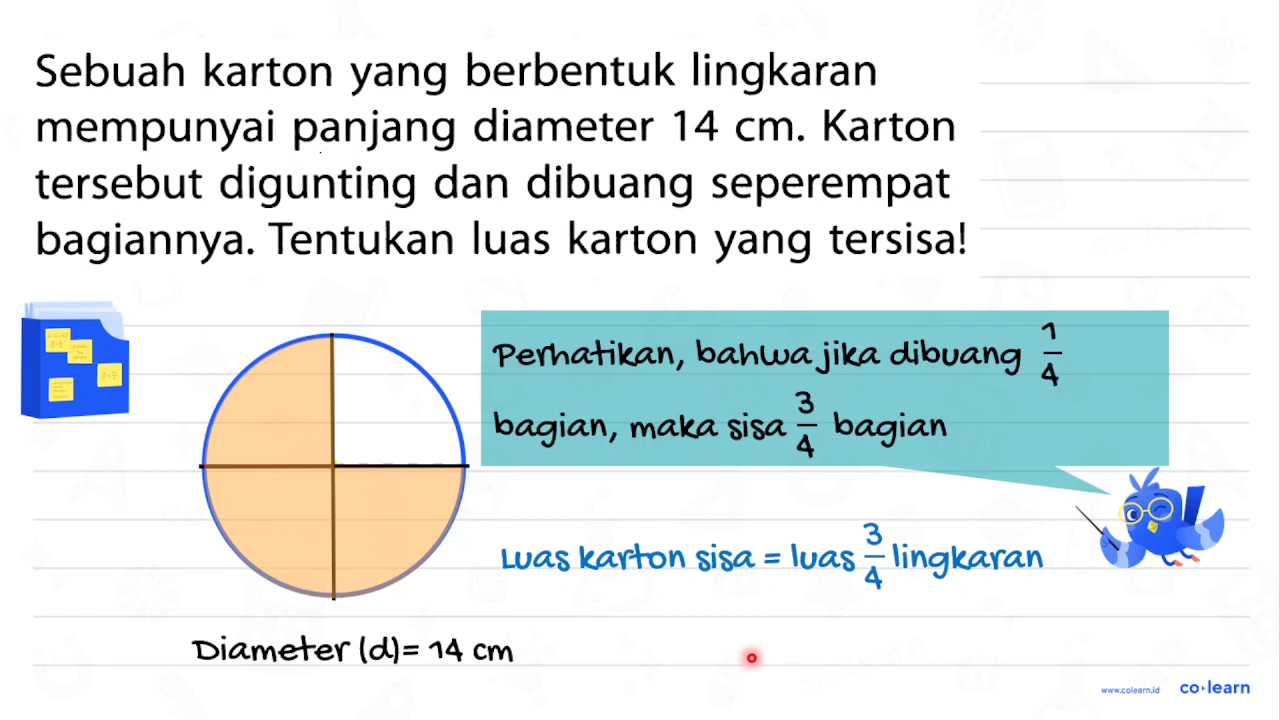 Sebuah karton yang berbentuk lingkaran
mempunyai panjang diameter 14 cm. Karton
tersebut digunting dan dibuang seperempat
bagiannya. Tentukan luas karton yang tersisa!
Perhatikan, bahwa jika dibuang 1/4
bagian, maka sisa 3/4 bagian
Luas karton sisa = luas 3/4 lingkaran
Diameter (d)= 14 cm
www.colearn.id co·learn